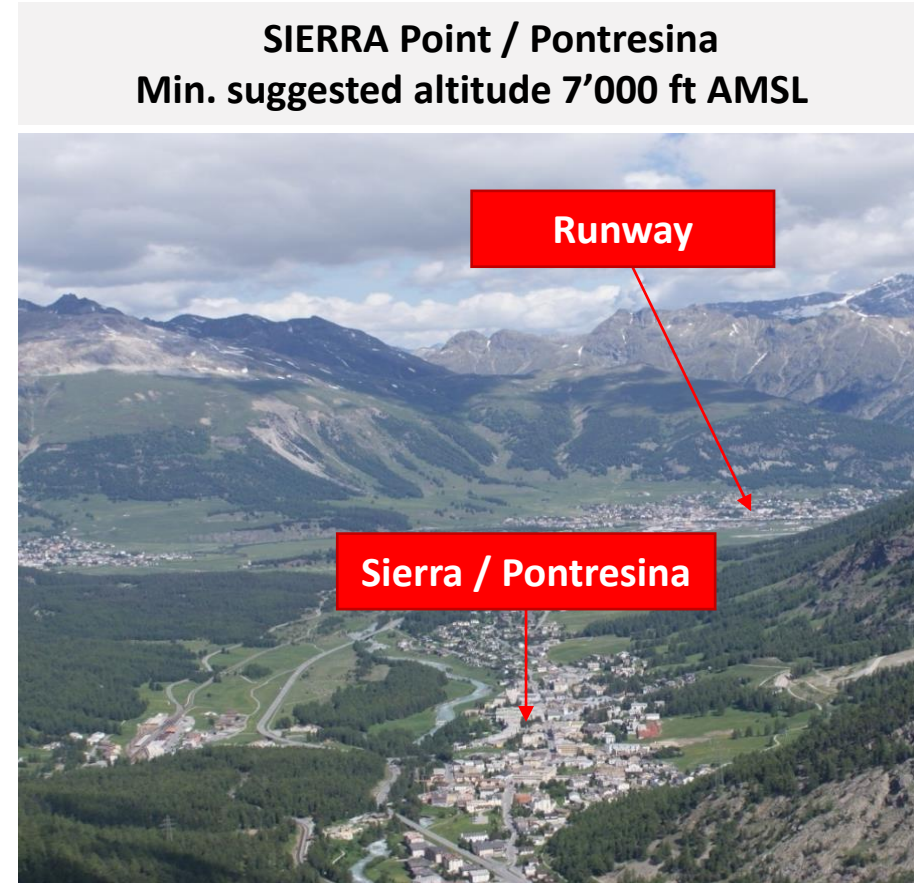 SIERRA Point / Pontresina
Min. suggested altitude 7’000 ft AMSL
Runway
Sierra / Pontresina